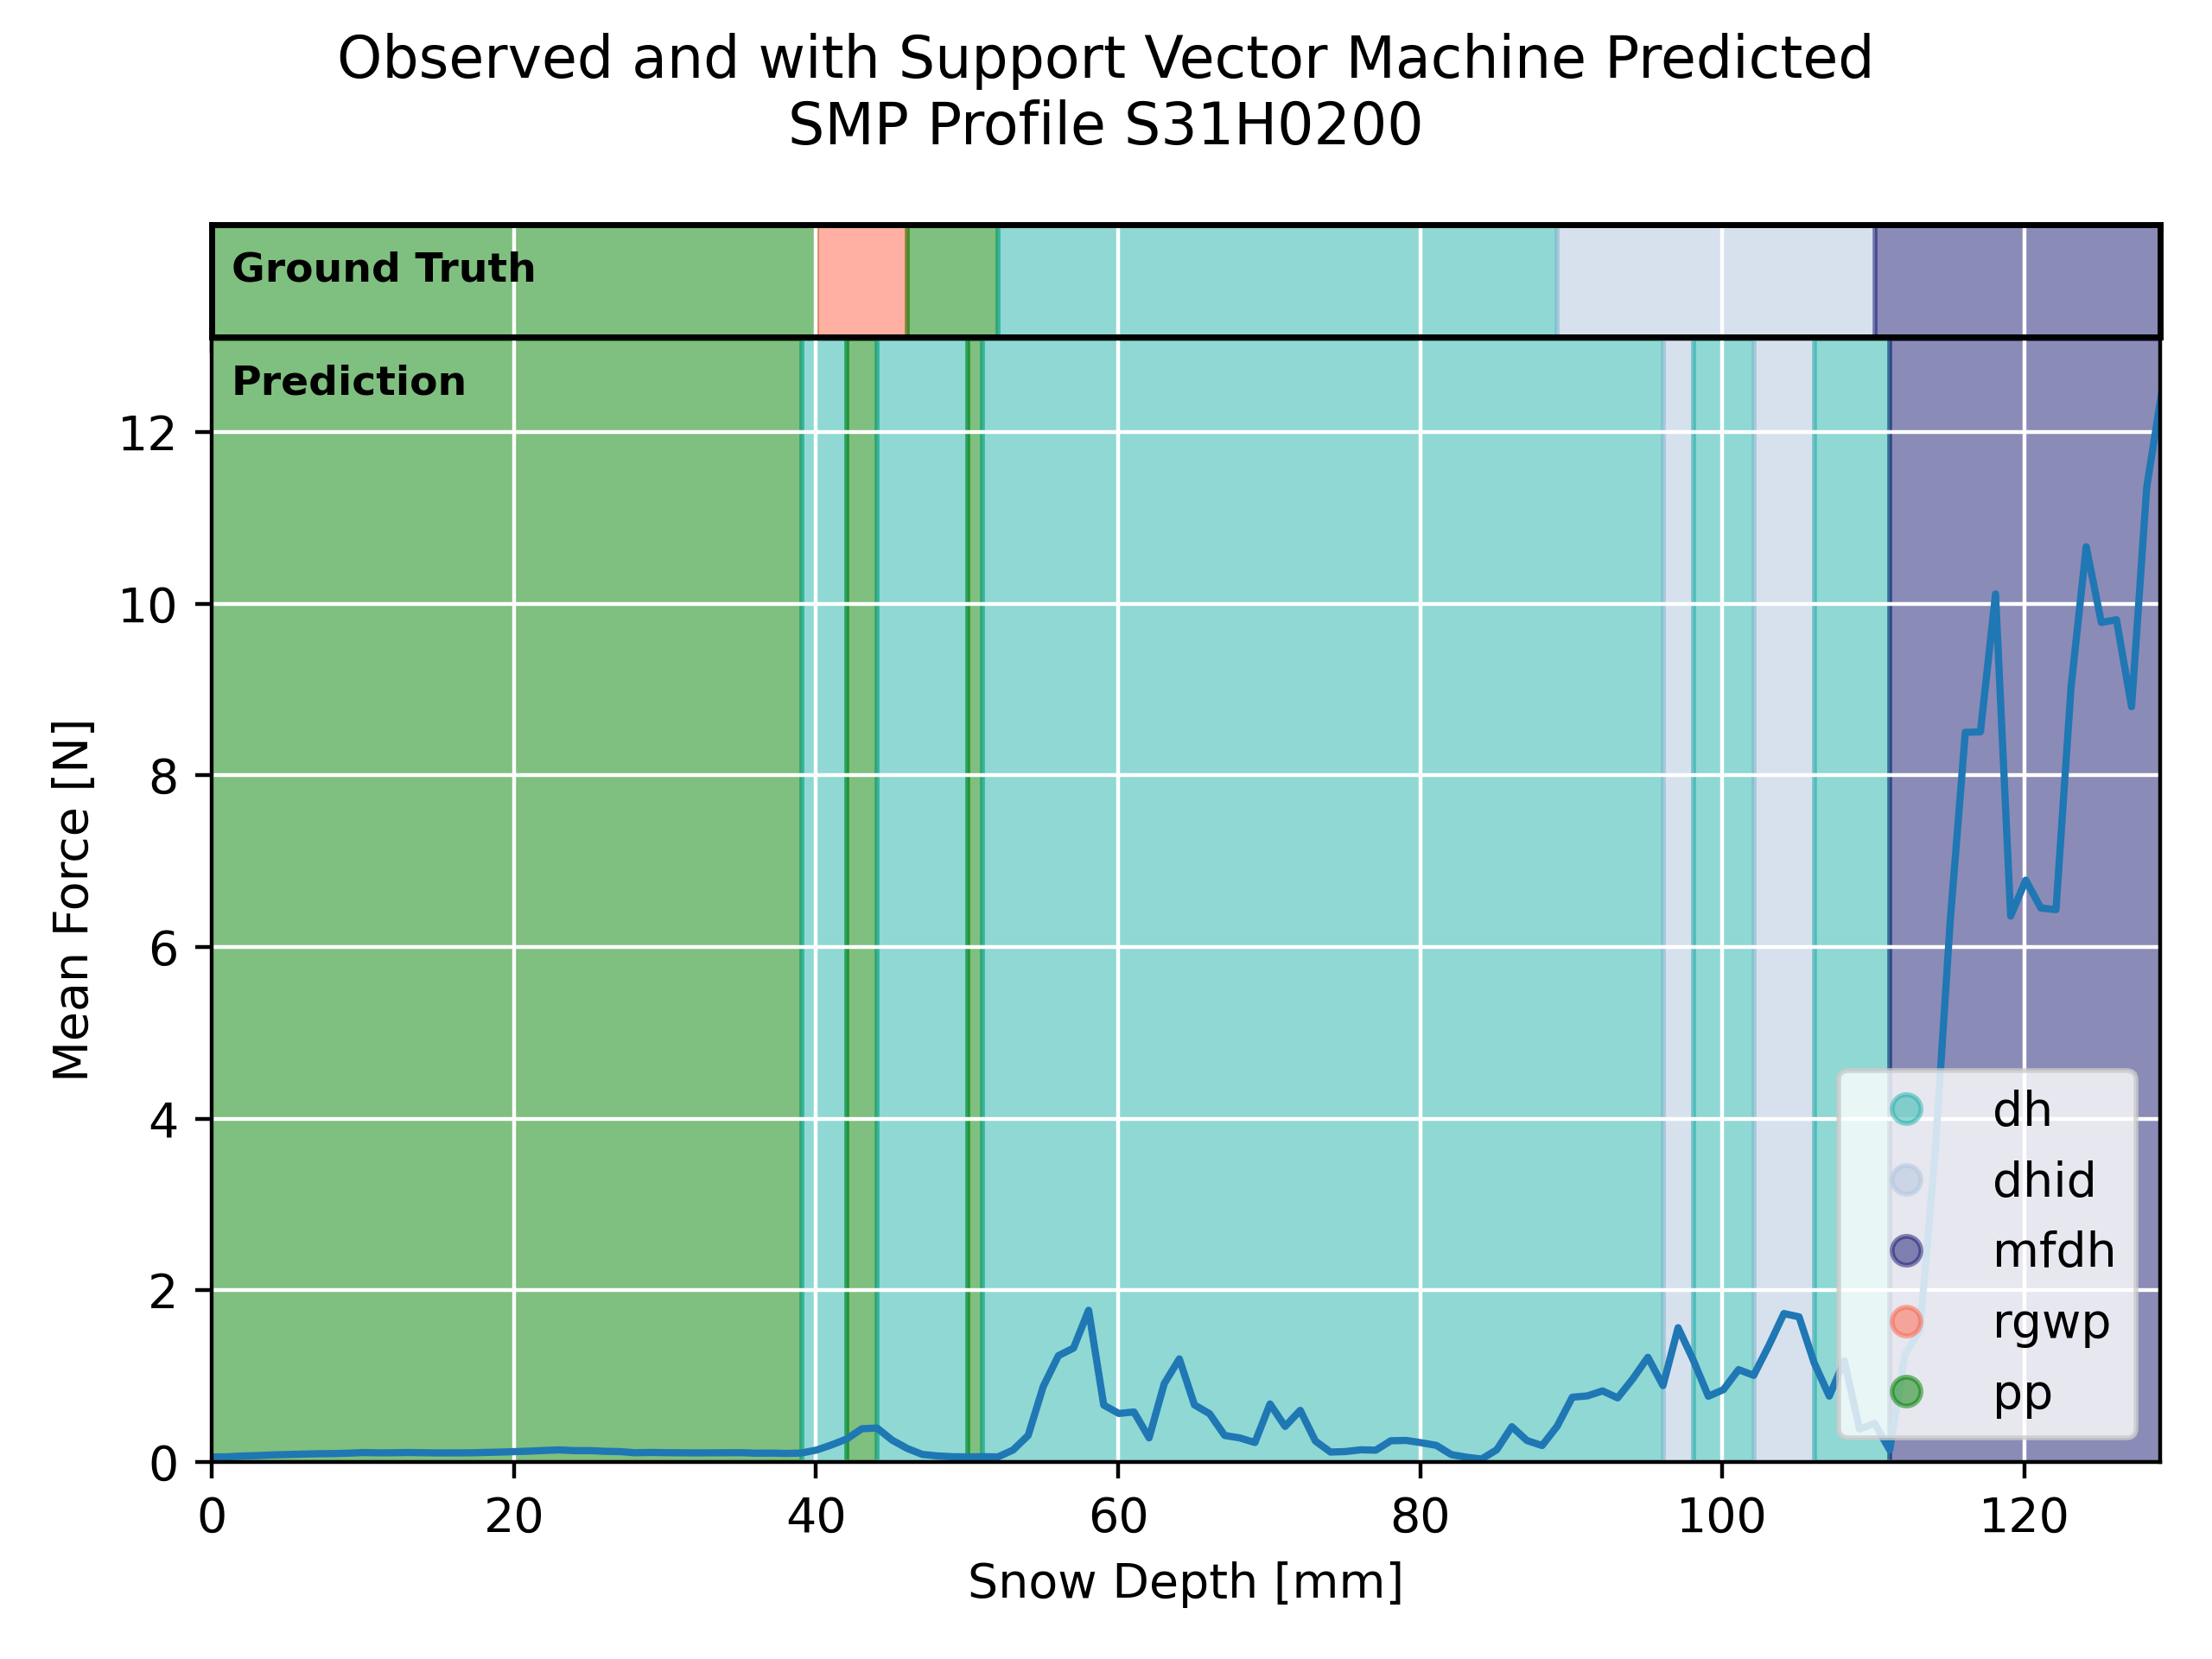 Observed and with Support Vector Machine Predicted
SMP Profile S31H0200
Ground Truth
Prediction
12
10
8
6
4
2
0
Mean Force [N]
dh
dhid
mfdh
rgwp
pp
0 20 40 60 80 100 120
Snow Depth [mm]